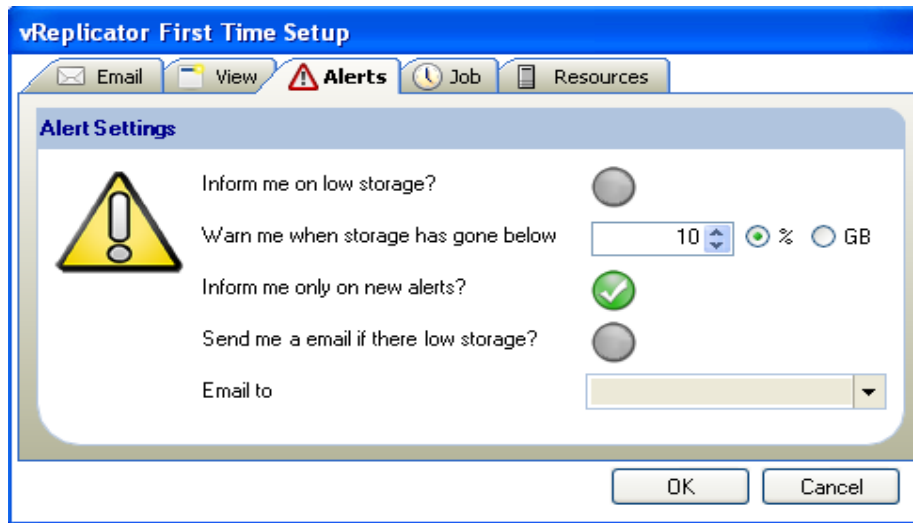 vReplicator First Time Setup
Email View Alerts Job Resources
Alert Settings
Inform me on low storage?
Warn me when storage has gone below 10 % GB
Inform me only on new alerts?
Send me a email if there low storage?
Email to
OK Cancel